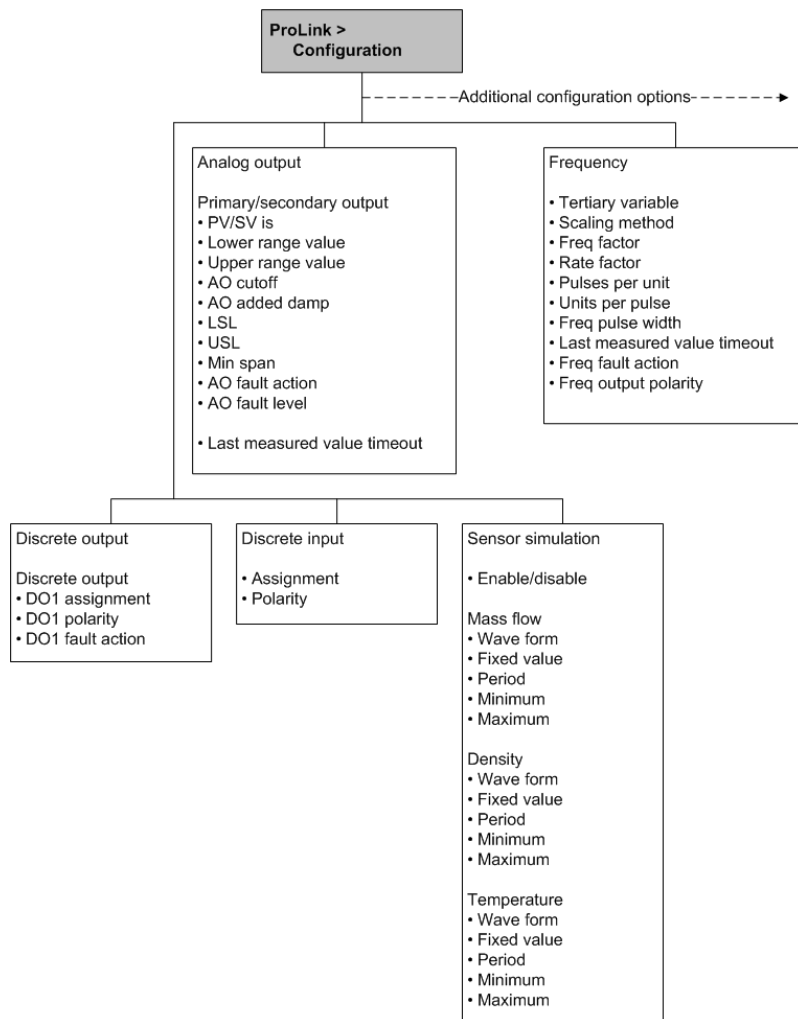 ProLink >
Configuration
Additional configuration options
Analog output
Primary/secondary output
• PV/SV is
• Lower range value
• Upper range value
• AO cutoff
• AO added damp
• LSL
• USL
• Min span
• AO fault action
• AO fault level
• Last measured value timeout
Frequency
• Tertiary variable
• Scaling method
• Freq factor
• Rate factor
• Pulses per unit
• Units per pulse
• Freq pulse width
• Last measured value timeout
• Freq fault action
• Freq output polarity
Discrete output
Discrete output
• DO1 assignment
• DO1 polarity
• DO1 fault action
Discrete input
• Assignment
• Polarity
Sensor simulation
• Enable/disable
Mass flow
• Wave form
• Fixed value
• Period
• Minimum
• Maximum
Density
• Wave form
• Fixed value
• Period
• Minimum
• Maximum
Temperature
• Wave form
• Fixed value
• Period
• Minimum
• Maximum